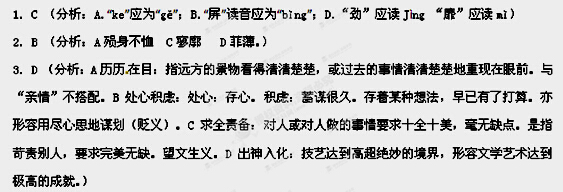 1. C （分析：A."ke"应为"gē"；B."屏"读音应为"bǐng"；D."劲"应读Jìng "靡"应读mǐ）
2. B （分析：A殒身不恤 C寥廓 D菲薄。）
3. D （分析：A历历在目：指远方的景物看得清清楚楚，或过去的事情清清楚楚地重现在眼前。与
"亲情"不搭配。B 处心积虑：处心：存心。积虑：蓄谋很久。存着某种想法，早已有了打算。亦
形容用尽心思地谋划（贬义）。C 求全责备：对人或对人做的事情要求十全十美，毫无缺点。是指
苛责别人，要求完美无缺。望文生义。D 出神入化：技艺达到高超绝妙的境界，形容文学艺术达到
极高的成就。）